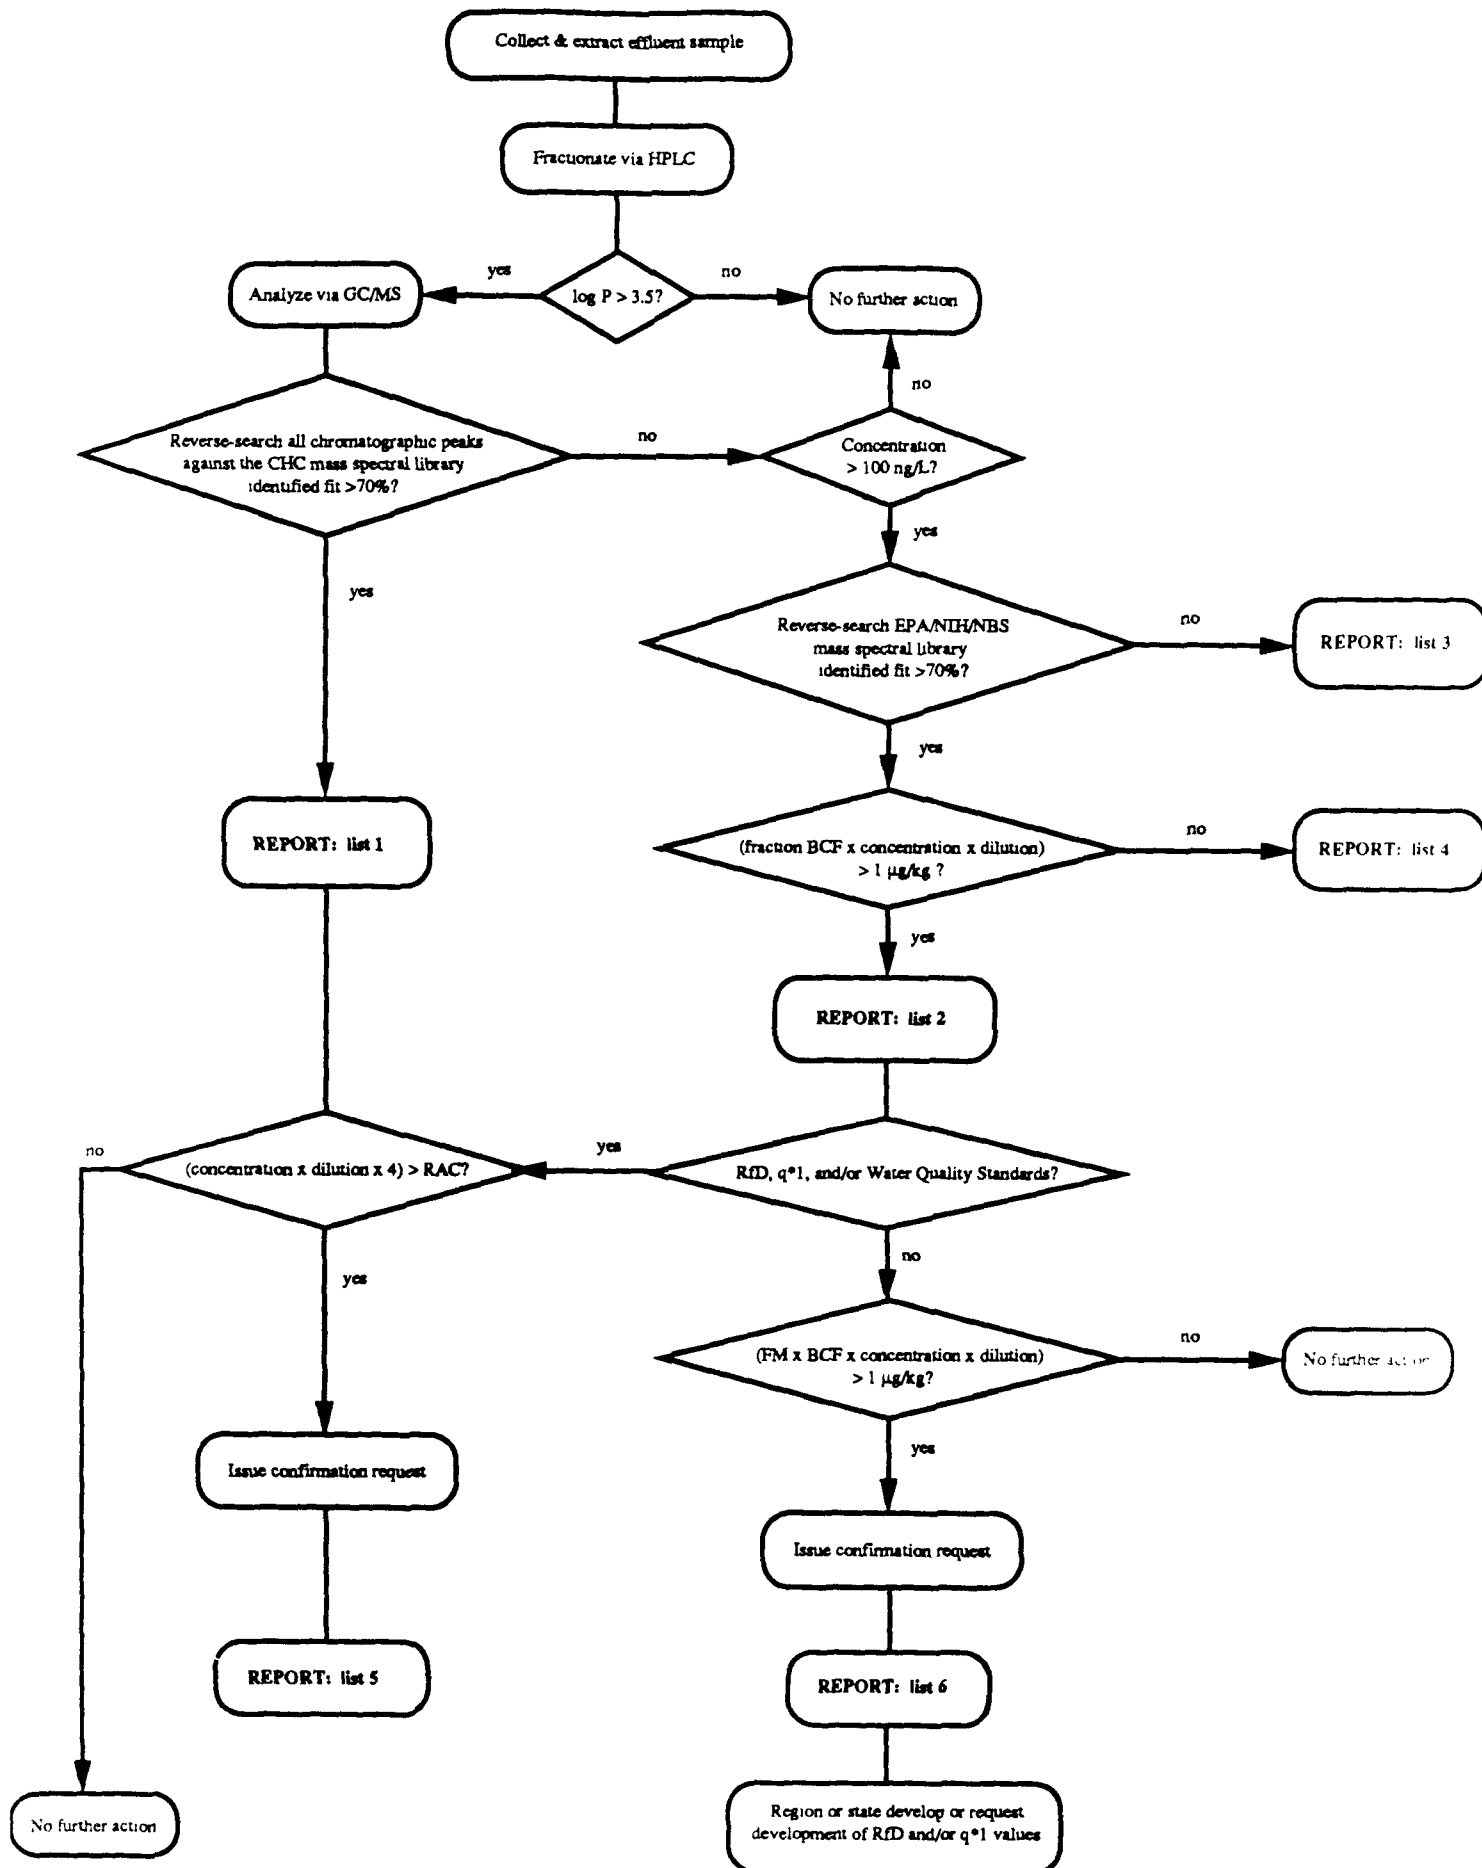 Collect & extract effluent sample
Fractionate via HPLC
yes
no
Analyze via GC/MS
log P > 3.5?
No further action
no
Reverse-search all chromatographic peaks
against the CHC mass spectral library
identified fit >70%?
no
Concentration
> 100 ng/L?
yes
yes
Reverse-search EPA/NIH/NBS
mass spectral library
identified fit >70%?
no
REPORT: list 3
yes
REPORT: list 1
(fraction BCF x concentration x dilution)
> 1 µg/kg ?
no
REPORT: list 4
yes
REPORT: list 2
no
(concentration x dilution x 4) > RAC?
yes
RfD, q*1, and/or Water Quality Standards?
no
yes
(FM x BCF x concentration x dilution)
> 1 µg/kg?
no
No further action
yes
Issue confirmation request
Issue confirmation request
REPORT: list 5
REPORT: list 6
No further action
Region or state develop or request
development of RfD and/or q*1 values